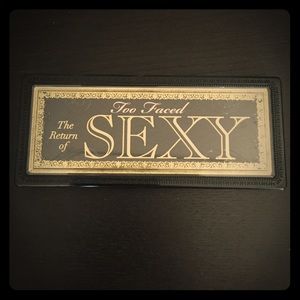 Too Faced
The
Return
of
SEXY